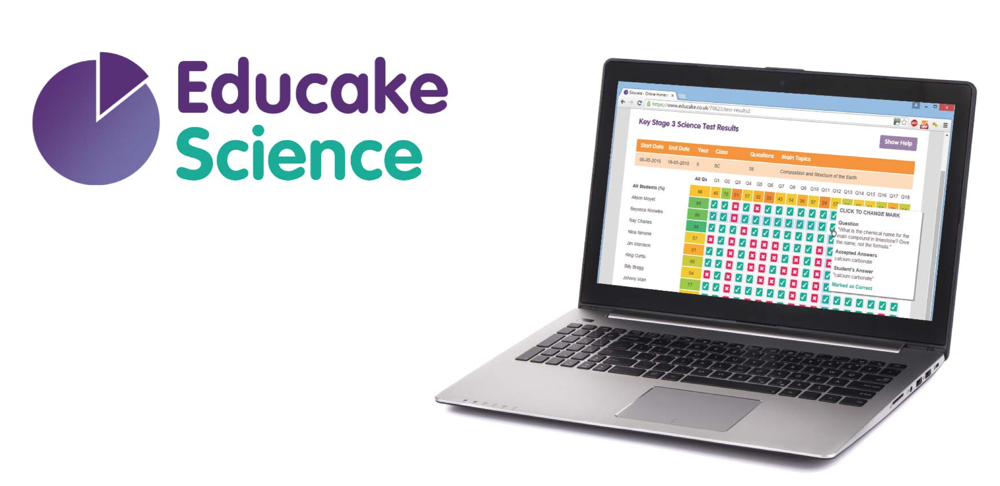 Educake
Science
Educake - Online Homew
https://www.educake.co.uk/79622/test-results2
OFF
Key Stage 3 Science Test Results
Show Help
Start Date End Date Year Class Questions Main Topics
06-05-2015 18-05-2015 9 SC 35 Composition and Structure of the Earth
All Qs Q1 Q2 Q3 Q4 Q5 Q6 Q7 Q8 Q9 Q10 Q11 Q12 Q13 Q14 Q15 Q16 Q17 Q18
All Students (%) 48 46 75 21 57 32 25 43 54 36 57 29 57
Alison Moyet 89
Beyonce Knowles 86
Ray Charles 94
Nina Simone 57
Jim Morrison 31
King Curtis 66
Billy Bragg 54
Johnny Marr 77
CLICK TO CHANGE MARK
Question
"What is the chemical name for the
main compound in limestone? Give
the name, not the formula."
Accepted Answers
calcium carbonate
Student's Answer
"calcium carbonate"
Marked as Correct